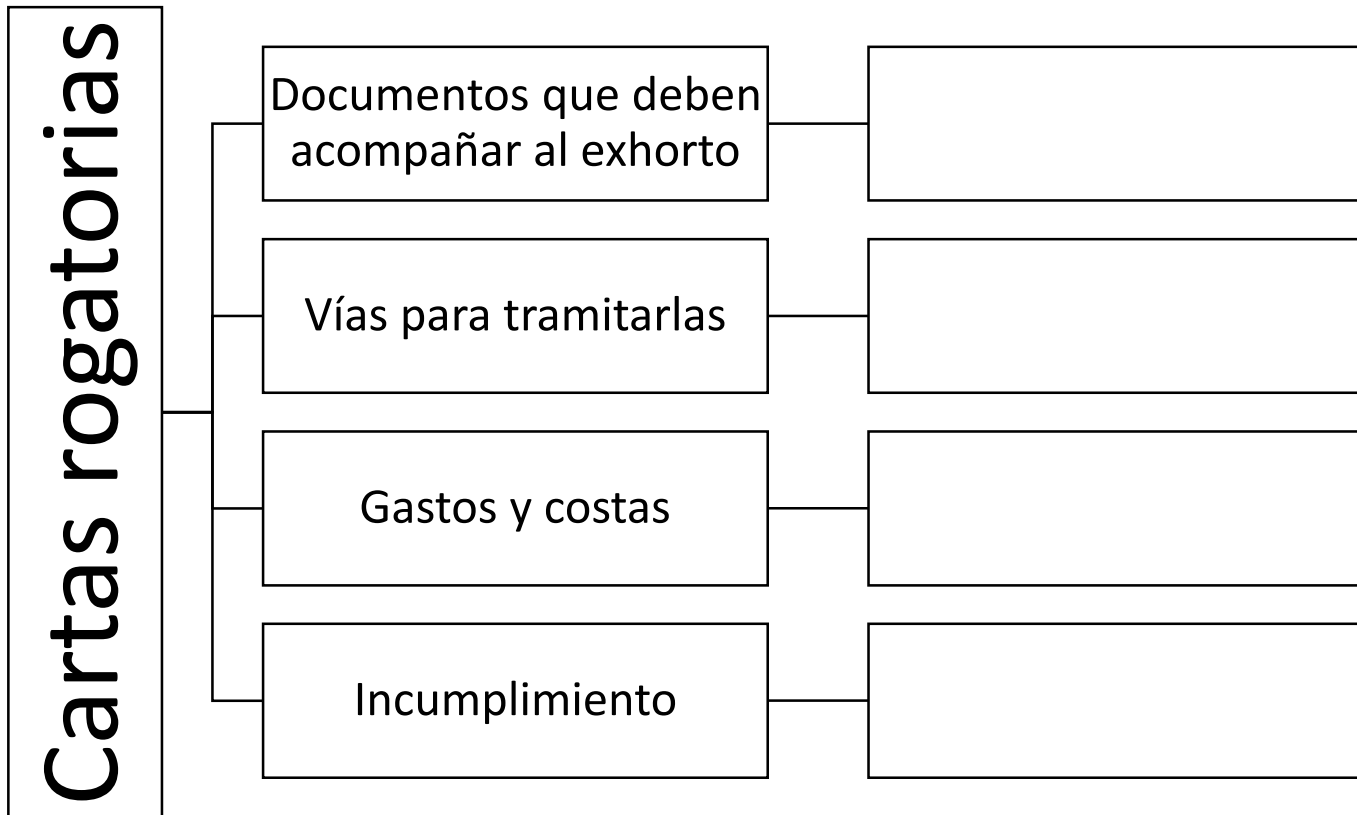 Cartas rogatorias
Documentos que deben
acompañar al exhorto
Vías para tramitarlas
Gastos y costas
Incumplimiento